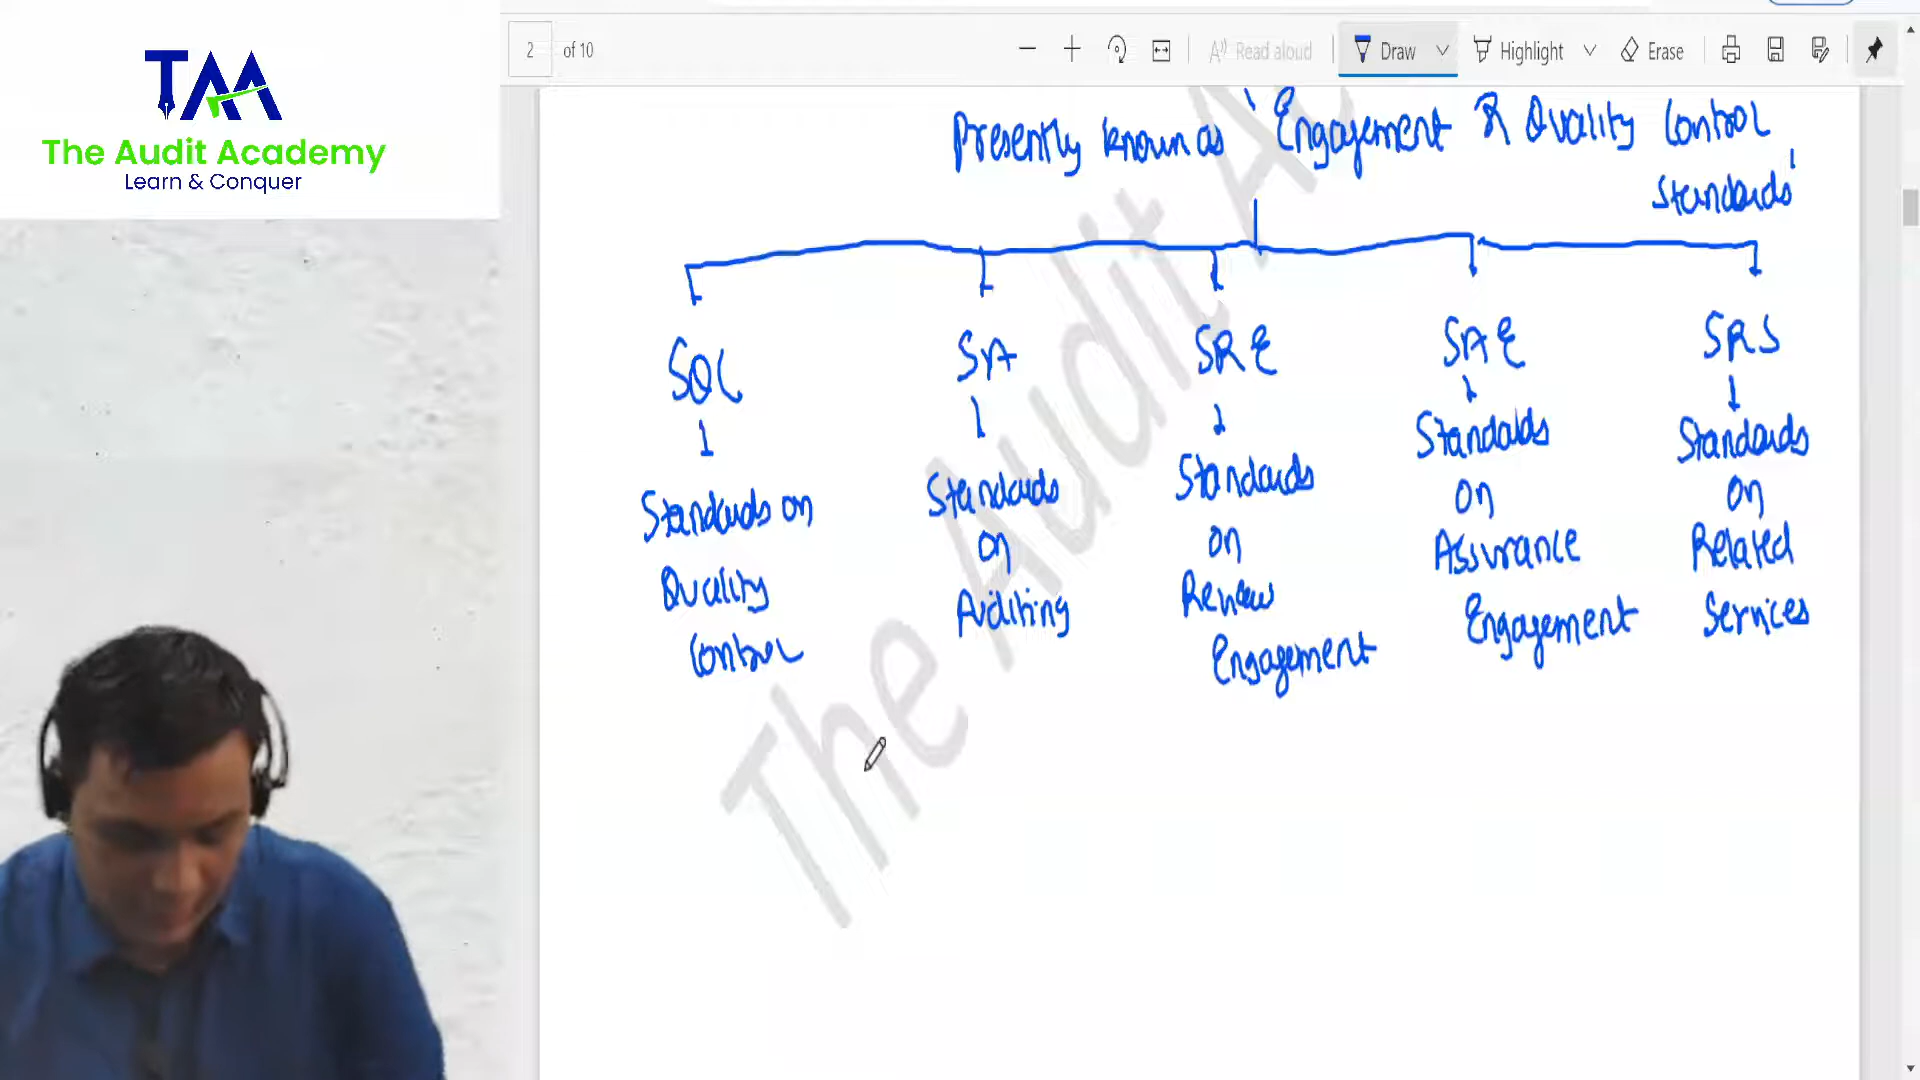 2 of 10
Read aloud
Draw
Highlight
Erase
TAA
The Audit Academy
Learn & Conquer
Presently known as 'Engagement & Quality Control
Standards'
SQC
SA
SRE
SAE
SRS
Standards on
Quality
Control
Standards
on
Auditing
Standards
on
Review
Engagement
Standards
on
Assurance
Engagement
Standards
on
Related
Services
The Audit Ac